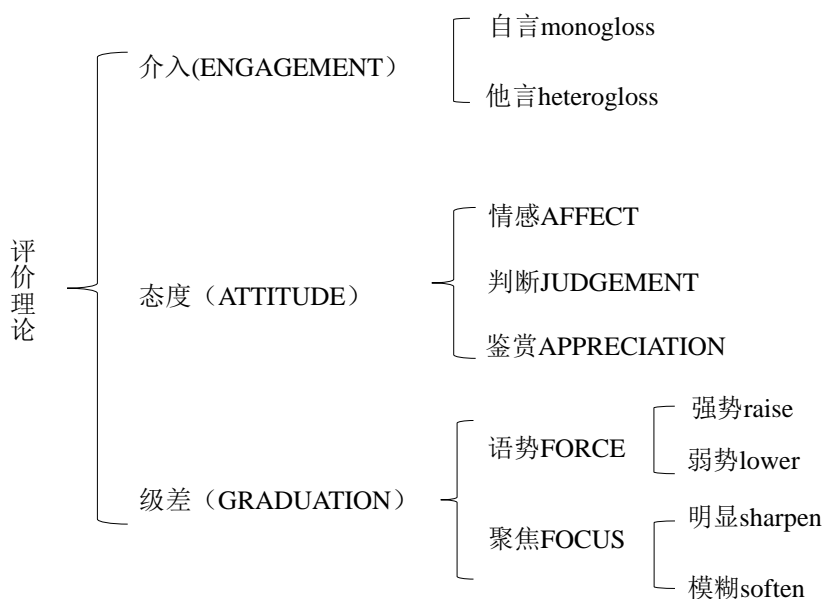 评价理论
介入(ENGAGEMENT）
自言monogloss
他言heterogloss
态度（ATTITUDE）
情感AFFECT
判断JUDGEMENT
鉴赏APPRECIATION
级差（GRADUATION）
语势FORCE
强势raise
弱势lower
聚焦FOCUS
明显sharpen
模糊soften